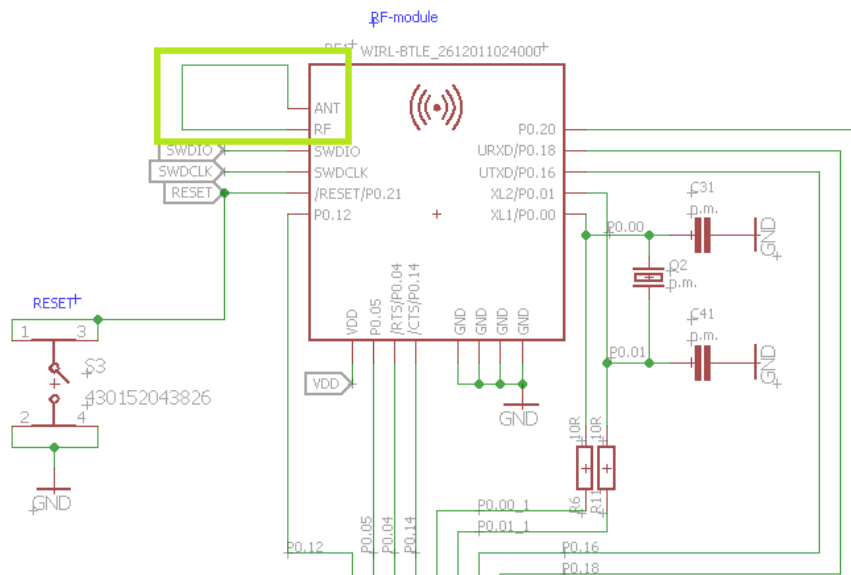 RF-module
RF1
WIRL-BTLE_2612011024000
ANT
RF
SWDIO
SWDCLK
RESET
SWDIO
SWDCLK
/RESET/P0.21
P0.12
P0.20
URXD/P0.18
UTXD/P0.16
XL2/P0.01
XL1/P0.00
VDD
P0.05
/RTS/P0.04
/CTS/P0.14
GND
GND
GND
GND
C31
p.m.
GND
P0.00
Q2
p.m.
C41
p.m.
GND
P0.01
RESET
1
3
S3
430152043826
2
4
GND
VDD
GND
10R
10R
R6
R11
P0.00_1
P0.01_1
P0.12
P0.05
P0.04
P0.14
P0.16
P0.18